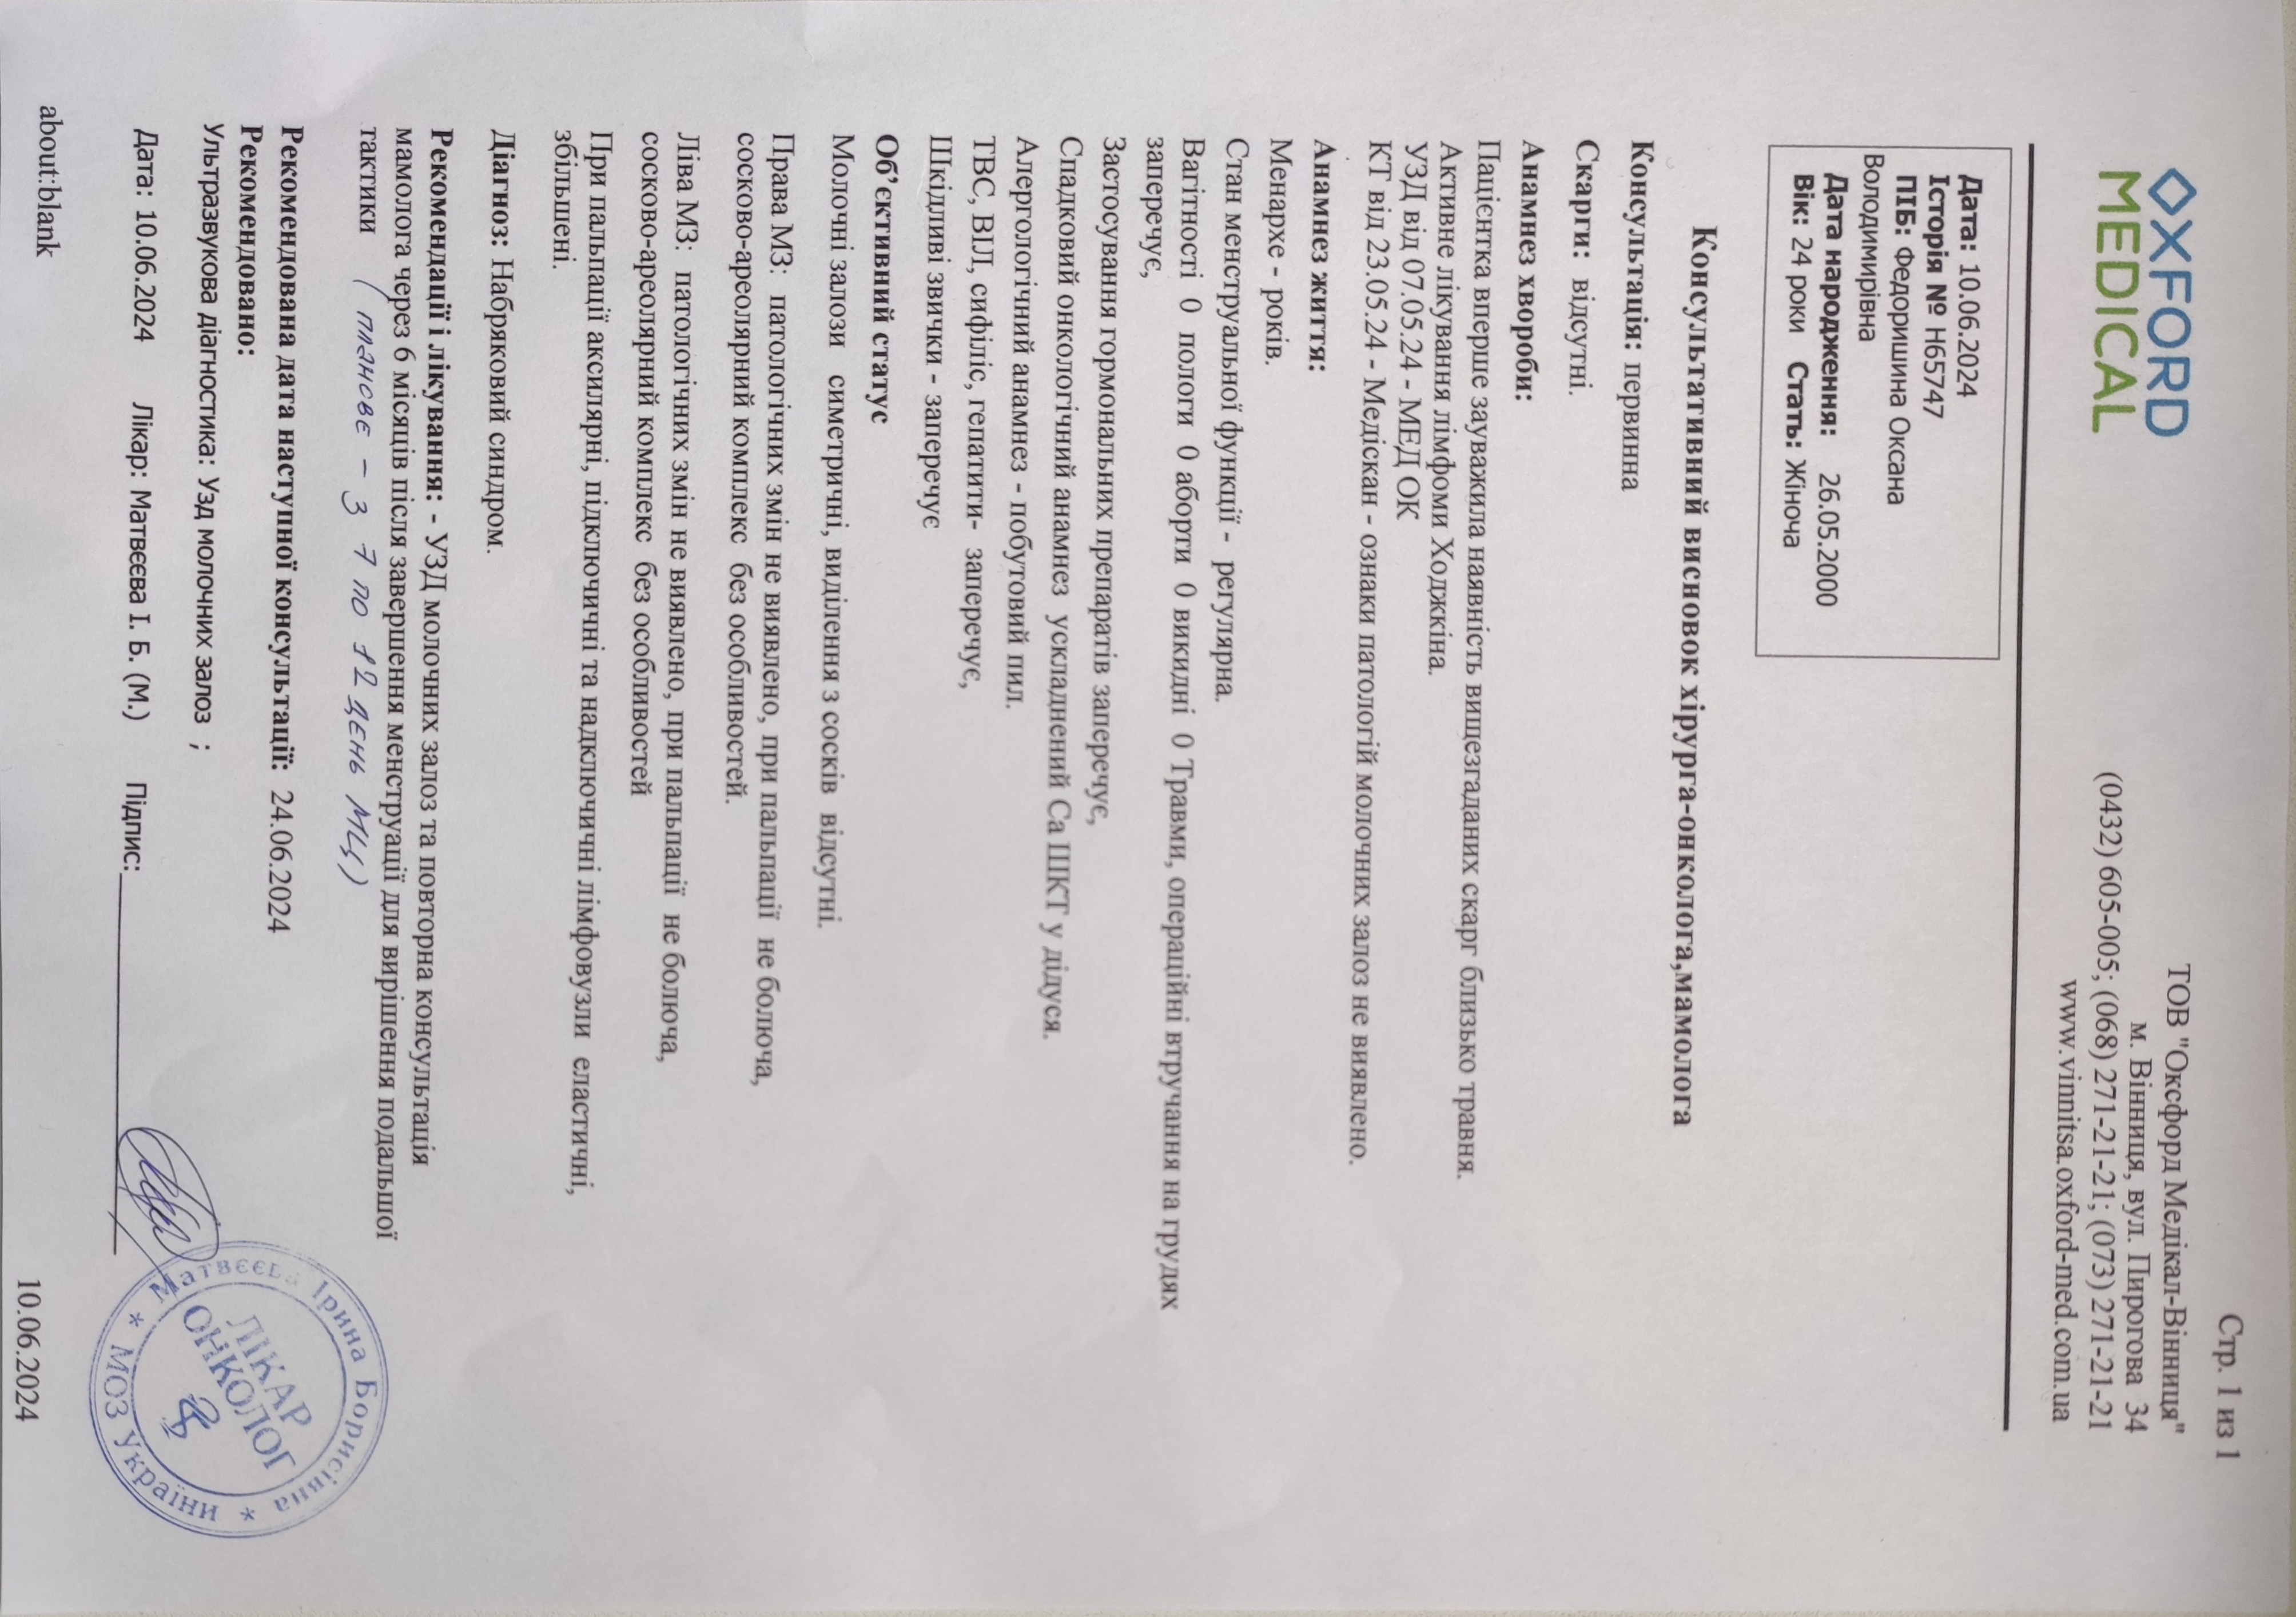 Стр. 1 из 1
OXFORD
MEDICAL
ТОВ "Оксфорд Медікал-Вінниця"
м. Вінниця, вул. Пирогова 34
(0432) 605-005; (068) 271-21-21; (073) 271-21-21
www.vinnitsa.oxford-med.com.ua
Дата: 10.06.2024
Історія № H65747
ПІБ: Федоришина Оксана
Володимирівна
Дата народження: 26.05.2000
Вік: 24 роки Стать: Жіноча
Консультативний висновок хірурга-онколога,мамолога
Консультація: первинна
Скарги: відсутні.
Анамнез хвороби:
Пацієнтка вперше зауважила наявність вищезгаданих скарг близько травня.
Активне лікування лімфоми Ходжкіна.
УЗД від 07.05.24 - МЕД ОК
КТ від 23.05.24 - Медіскан - ознаки патологій молочних залоз не виявлено.
Анамнез життя:
Менархе - років.
Стан менструальної функції - регулярна.
Вагітності 0 пологи 0 аборти 0 викидні 0 Травми, операційні втручання на грудях
заперечує,
Застосування гормональних препаратів заперечує,
Спадковий онкологічний анамнез ускладнений Са ШКТ у дідуся.
Алергологічний анамнез - побутовий пил.
ТВС, ВІЛ, сифіліс, гепатити- заперечує,
Шкідливі звички - заперечує
Об’єктивний статус
Молочні залози симетричні, виділення з сосків відсутні.
Права МЗ: патологічних змін не виявлено, при пальпації не болюча,
сосково-ареолярний комплекс без особливостей.
Ліва МЗ: патологічних змін не виявлено, при пальпації не болюча,
сосково-ареолярний комплекс без особливостей
При пальпації аксилярні, підключичні та надключичні лімфовузли еластичні,
збільшені.
Діагноз: Набряковий синдром.
Рекомендації і лікування: - УЗД молочних залоз та повторна консультація
мамолога через 6 місяців після завершення менструації для вирішення подальшої
тактики (планове - з 7 по 12 день МЦ)
Рекомендована дата наступної консультації: 24.06.2024
Рекомендовано:
Ультразвукова діагностика: Узд молочних залоз ;
Дата: 10.06.2024 Лікар: Матвєєва І. Б. (М.) Підпис:
Матвєєва Ірина Борисівна * МОЗ України *
ЛІКАР
ОНКОЛОГ
about:blank
10.06.2024